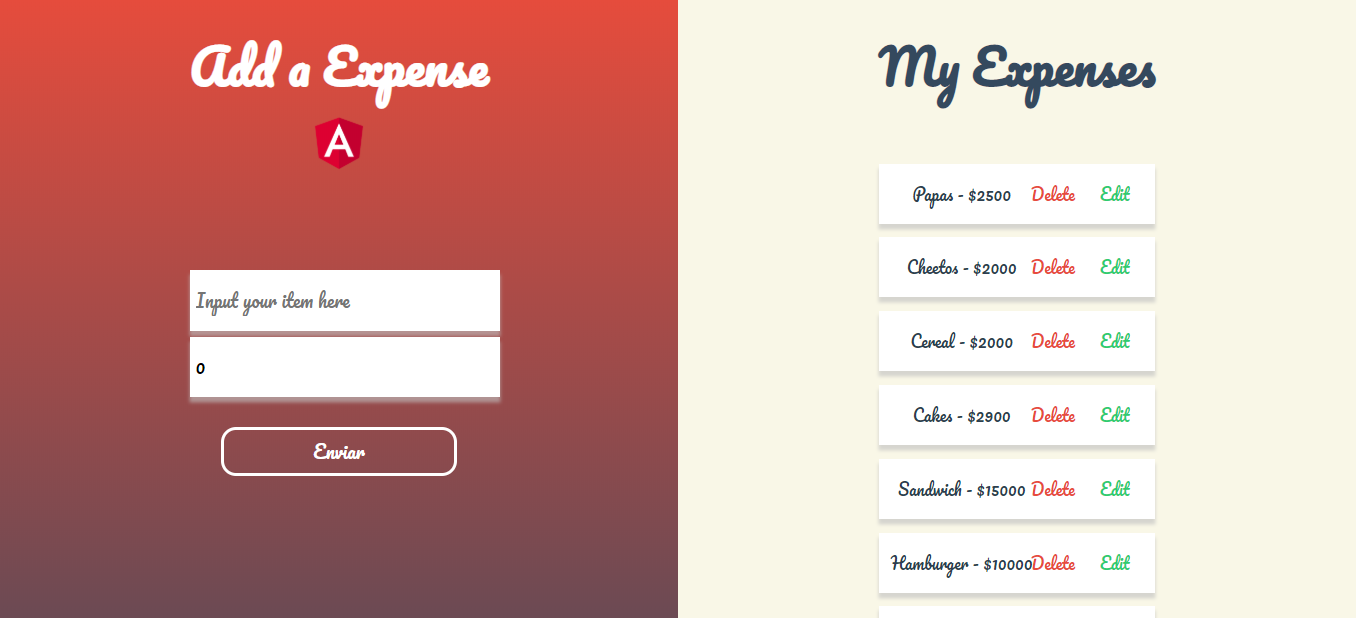 Add a Expense
A
Input your item here
0
Enviar
My Expenses
Papas - $2500 Delete Edit
Cheetos - $2000 Delete Edit
Cereal - $2000 Delete Edit
Cakes - $2900 Delete Edit
Sandwich - $15000 Delete Edit
Hamburger - $10000 Delete Edit